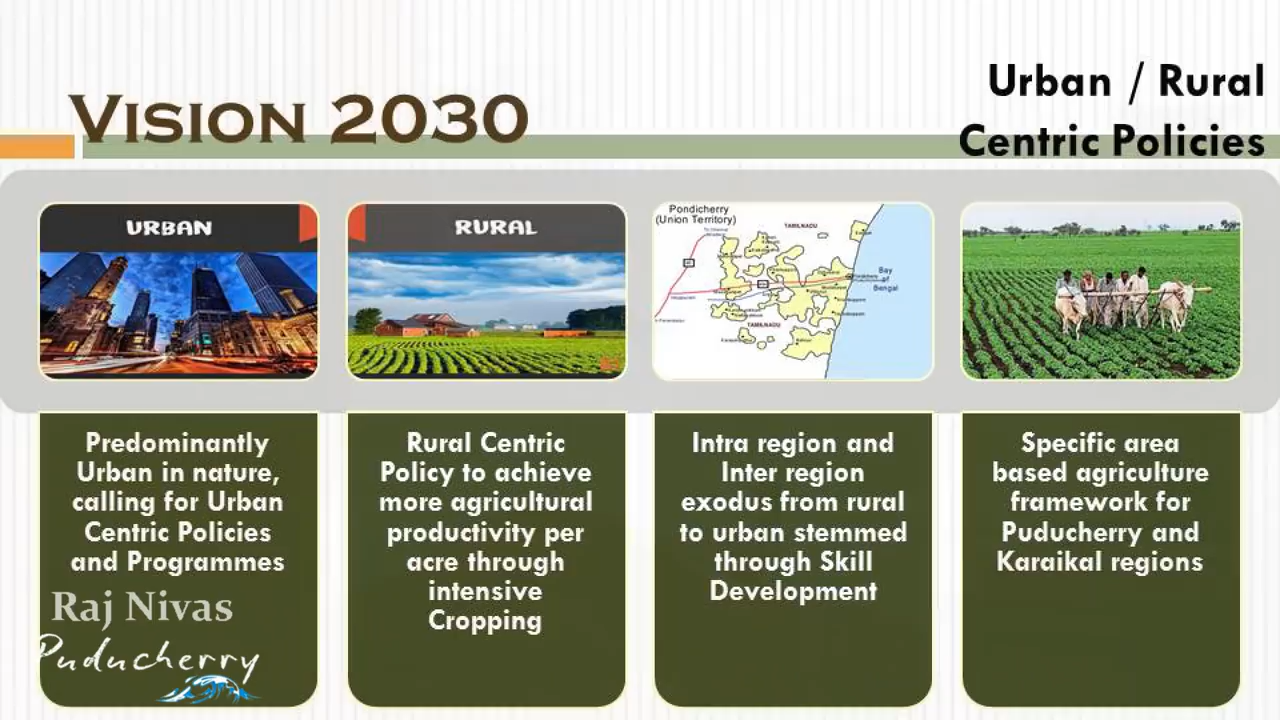 Vision 2030
Urban / Rural
Centric Policies
URBAN
RURAL
Pondicherry
(Union Territory)
TAMILNADU
Bay
of
Bengal
TAMILNADU
Predominantly
Urban in nature,
calling for Urban
Centric Policies
and Programmes
Rural Centric
Policy to achieve
more agricultural
productivity per
acre through
intensive
Cropping
Intra region and
Inter region
exodus from rural
to urban stemmed
through Skill
Development
Specific area
based agriculture
framework for
Puducherry and
Karaikal regions
Raj Nivas
Puducherry